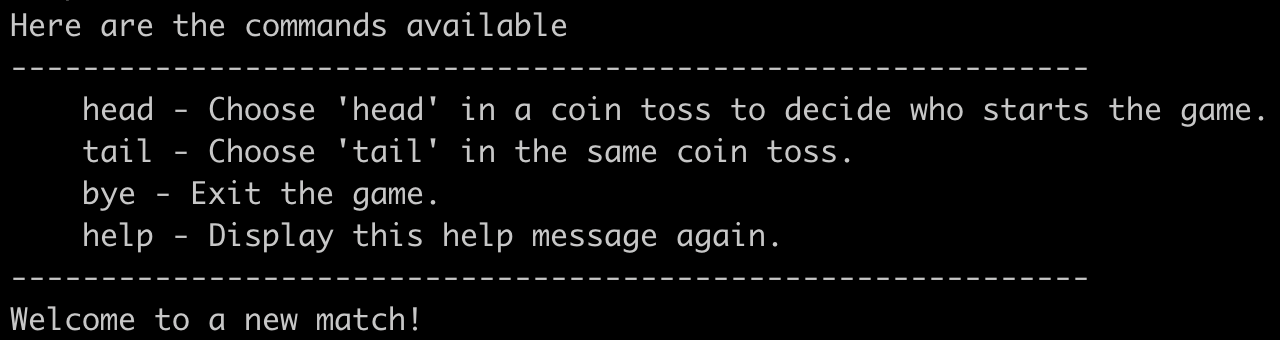 Here are the commands available
------------------------------------------------------------
    head - Choose 'head' in a coin toss to decide who starts the game.
    tail - Choose 'tail' in the same coin toss.
    bye - Exit the game.
    help - Display this help message again.
------------------------------------------------------------
Welcome to a new match!